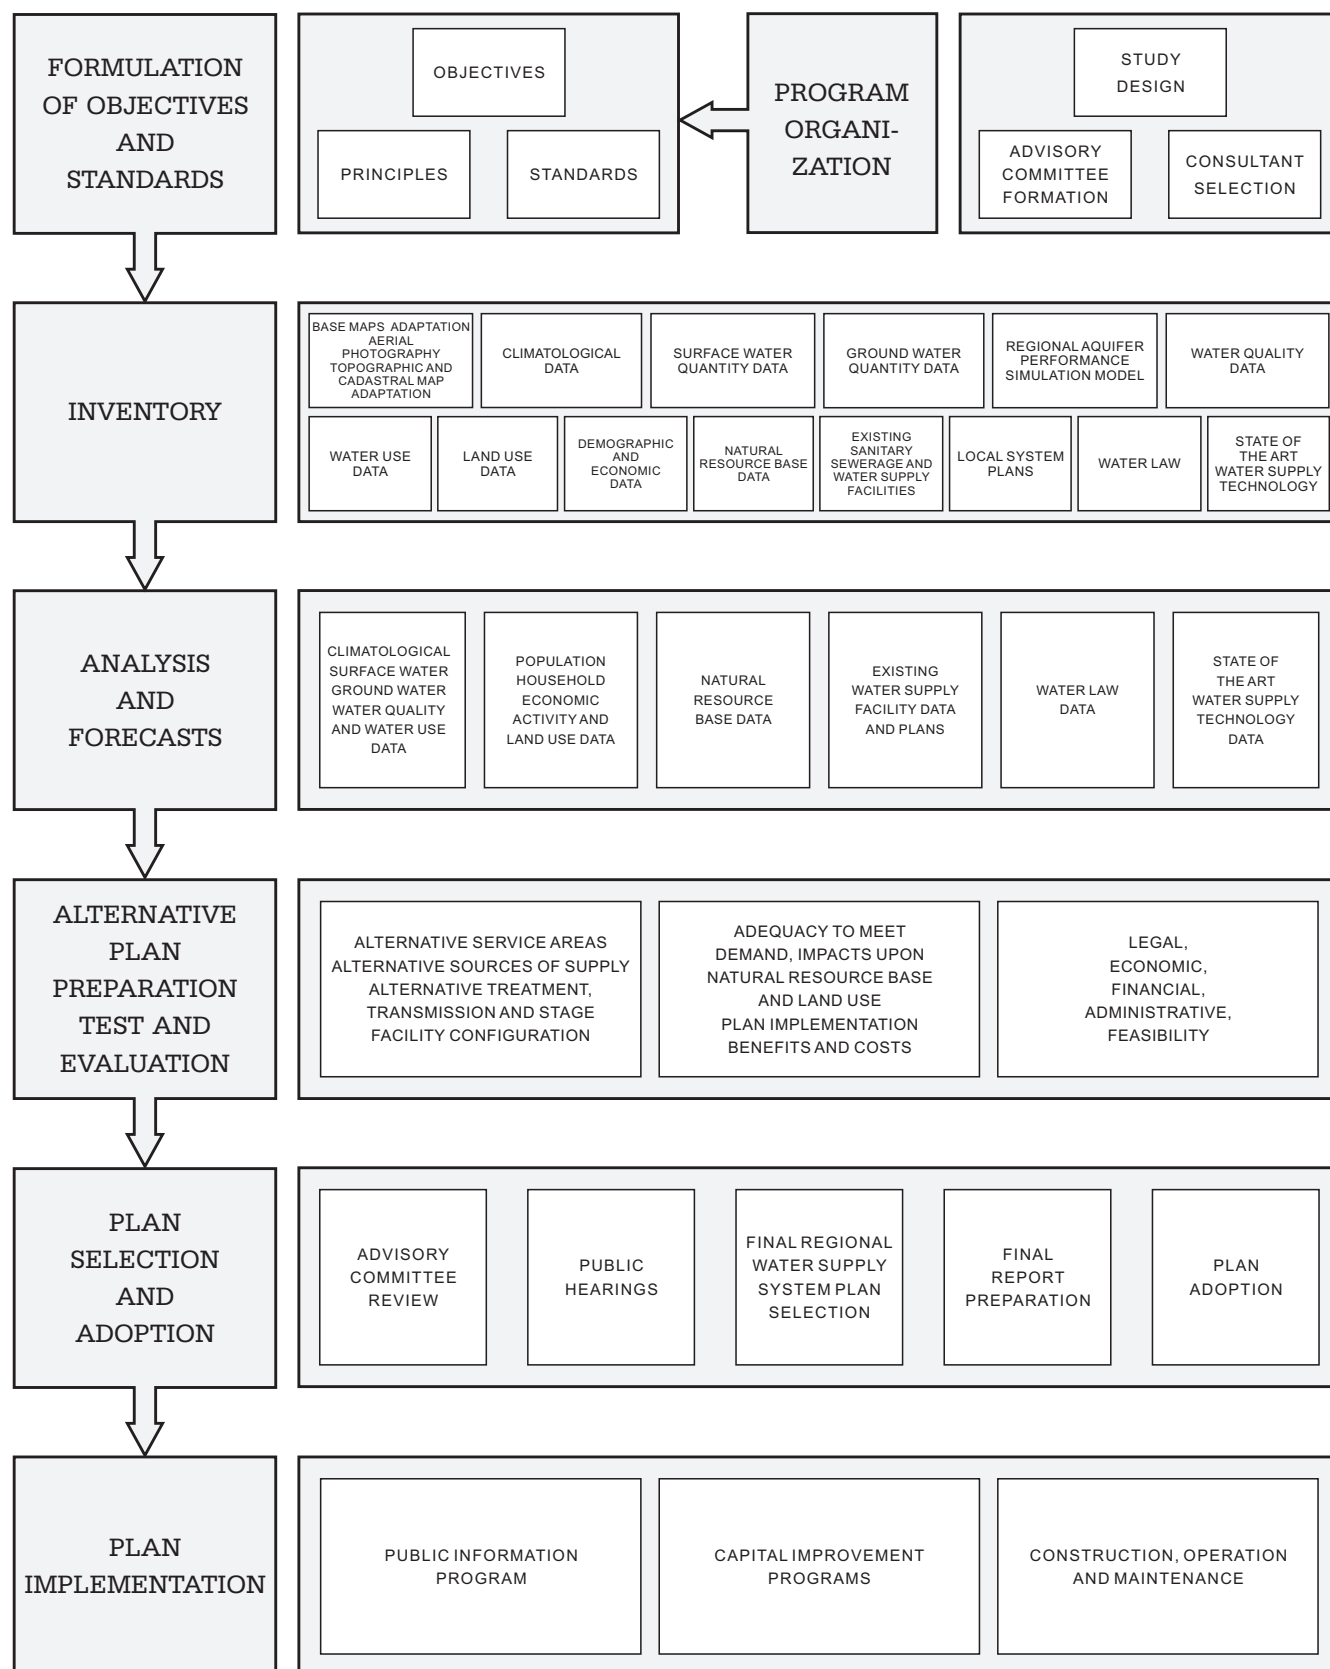 FORMULATION
OF OBJECTIVES
AND
STANDARDS
OBJECTIVES
PRINCIPLES
STANDARDS
PROGRAM
ORGANI-
ZATION
STUDY
DESIGN
ADVISORY
COMMITTEE
FORMATION
CONSULTANT
SELECTION
INVENTORY
BASE MAPS ADAPTATION
AERIAL
PHOTOGRAPHY
TOPOGRAPHIC AND
CADASTRAL MAP
ADAPTATION
CLIMATOLOGICAL
DATA
SURFACE WATER
QUANTITY DATA
GROUND WATER
QUANTITY DATA
REGIONAL AQUIFER
PERFORMANCE
SIMULATION MODEL
WATER QUALITY
DATA
WATER USE
DATA
LAND USE
DATA
DEMOGRAPHIC
AND
ECONOMIC
DATA
NATURAL
RESOURCE BASE
DATA
EXISTING
SANITARY
SEWERAGE AND
WATER SUPPLY
FACILITIES
LOCAL SYSTEM
PLANS
WATER LAW
STATE OF
THE ART
WATER SUPPLY
TECHNOLOGY
ANALYSIS
AND
FORECASTS
CLIMATOLOGICAL
SURFACE WATER
GROUND WATER
WATER QUALITY
AND WATER USE
DATA
POPULATION
HOUSEHOLD
ECONOMIC
ACTIVITY AND
LAND USE DATA
NATURAL
RESOURCE
BASE DATA
EXISTING
WATER SUPPLY
FACILITY DATA
AND PLANS
WATER LAW
DATA
STATE OF
THE ART
WATER SUPPLY
TECHNOLOGY
DATA
ALTERNATIVE
PLAN
PREPARATION
TEST AND
EVALUATION
ALTERNATIVE SERVICE AREAS
ALTERNATIVE SOURCES OF SUPPLY
ALTERNATIVE TREATMENT,
TRANSMISSION AND STAGE
FACILITY CONFIGURATION
ADEQUACY TO MEET
DEMAND, IMPACTS UPON
NATURAL RESOURCE BASE
AND LAND USE
PLAN IMPLEMENTATION
BENEFITS AND COSTS
LEGAL,
ECONOMIC,
FINANCIAL,
ADMINISTRATIVE,
FEASIBILITY
PLAN
SELECTION
AND
ADOPTION
ADVISORY
COMMITTEE
REVIEW
PUBLIC
HEARINGS
FINAL REGIONAL
WATER SUPPLY
SYSTEM PLAN
SELECTION
FINAL
REPORT
PREPARATION
PLAN
ADOPTION
PLAN
IMPLEMENTATION
PUBLIC INFORMATION
PROGRAM
CAPITAL IMPROVEMENT
PROGRAMS
CONSTRUCTION, OPERATION
AND MAINTENANCE